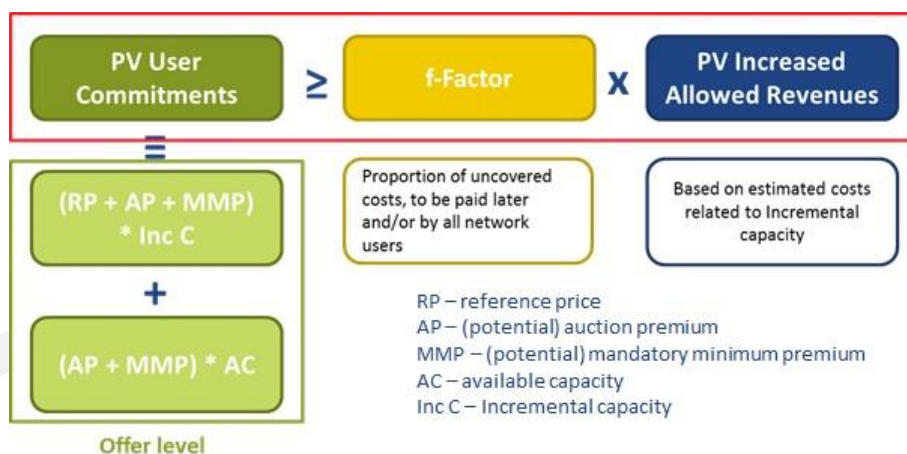 PV User
Commitments
≥
f-Factor
x
PV Increased
Allowed Revenues
≡
(RP + AP + MMP)
* Inc C
+
(AP + MMP) * AC
Offer level
Proportion of uncovered
costs, to be paid later
and/or by all network
users
Based on estimated costs
related to Incremental
capacity
RP – reference price
AP – (potential) auction premium
MMP – (potential) mandatory minimum premium
AC – available capacity
Inc C – Incremental capacity